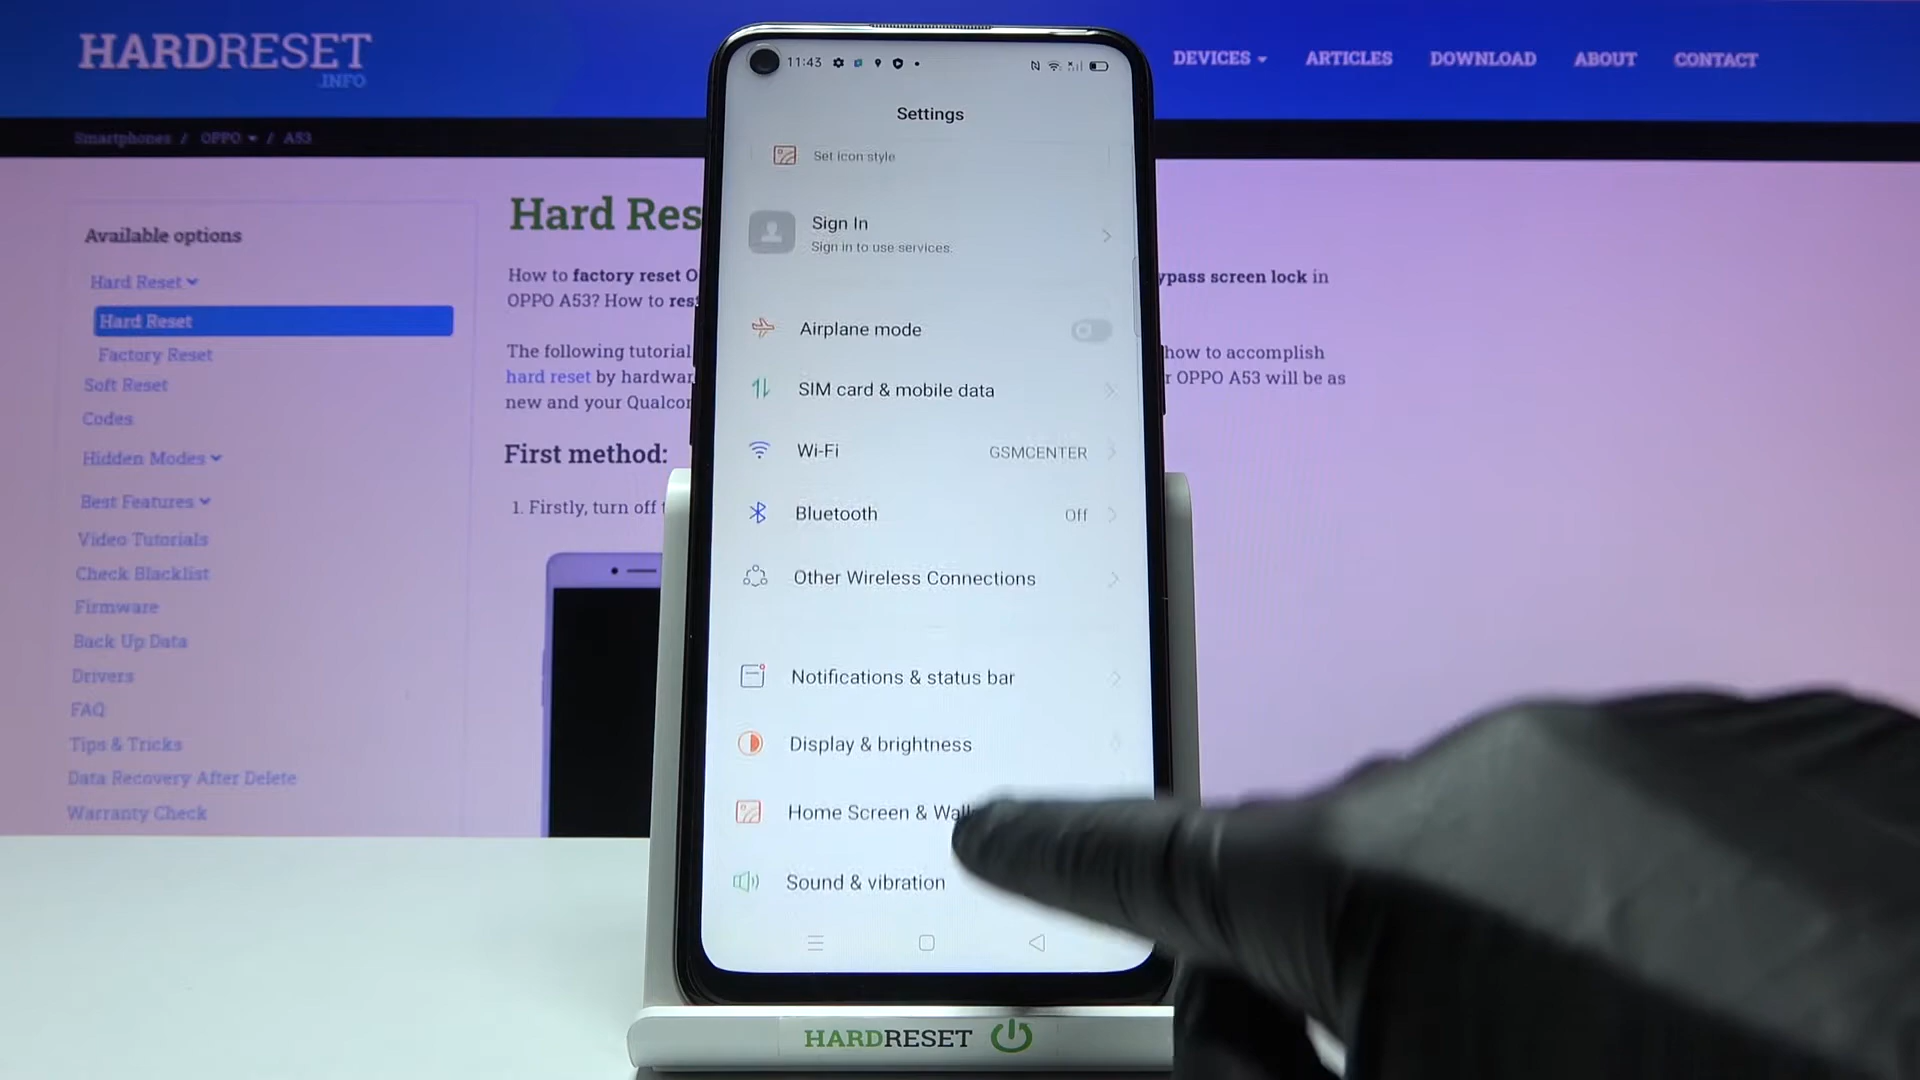 HARDRESET
.INFO
DEVICES
ARTICLES
DOWNLOAD
ABOUT
CONTACT
Smartphones / OPPO / A53
Available options
Hard Reset
Hard Reset
Factory Reset
Soft Reset
Codes
Hidden Modes
Best Features
Video Tutorials
Check Blacklist
Firmware
Back Up Data
Drivers
FAQ
Tips & Tricks
Data Recovery After Delete
Warranty Check
Hard Res
How to factory reset O
ypass screen lock in
OPPO A53? How to res
The following tutorial
how to accomplish
hard reset by hardwar
r OPPO A53 will be as
new and your Qualco
First method:
1. Firstly, turn off
11:43
Settings
Set icon style
Sign In
Sign in to use services.
Airplane mode
SIM card & mobile data
Wi-Fi
GSMCENTER
Bluetooth
Off
Other Wireless Connections
Notifications & status bar
Display & brightness
Home Screen & Wall
Sound & vibration
HARDRESET